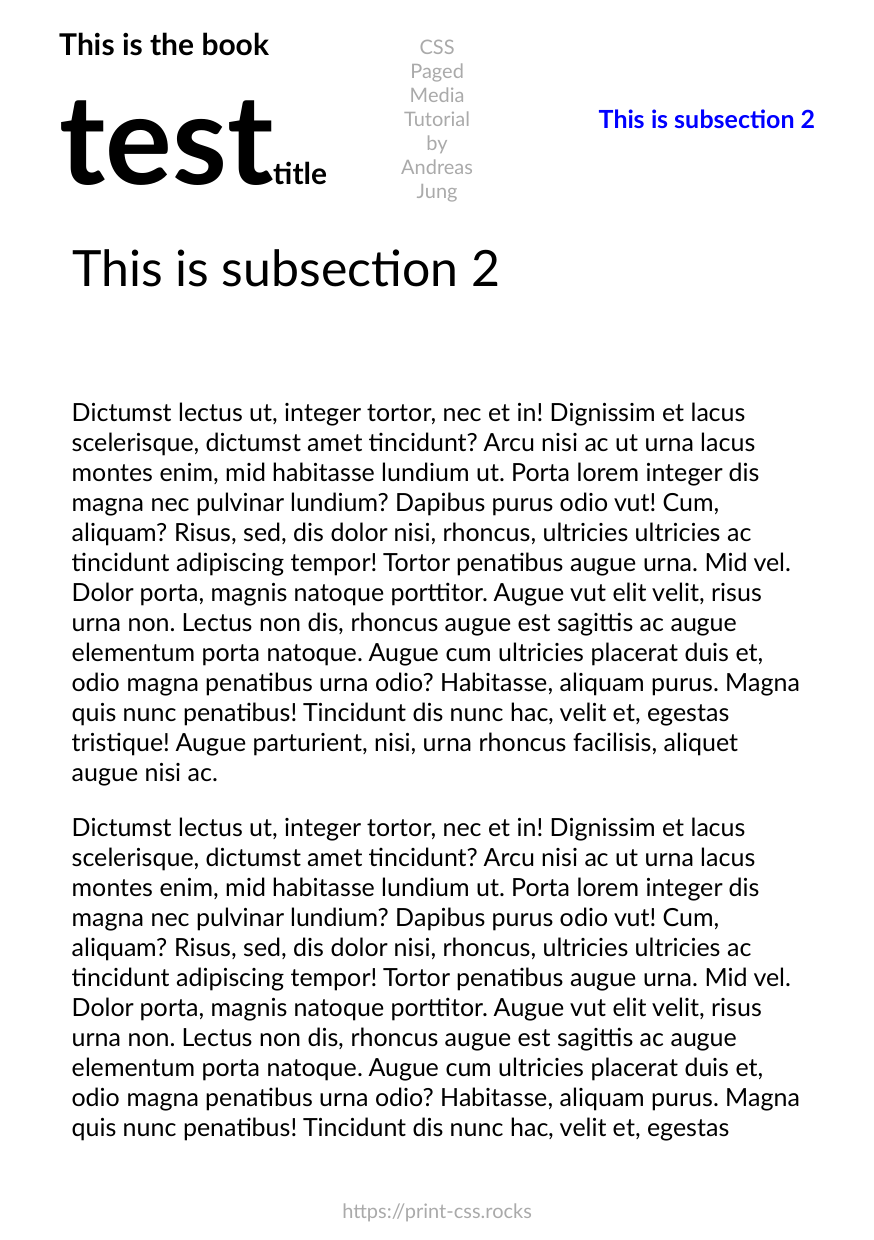 This is the book
testtitle
CSS
Paged
Media
Tutorial
by
Andreas
Jung
This is subsection 2
This is subsection 2
Dictumst lectus ut, integer tortor, nec et in! Dignissim et lacus
scelerisque, dictumst amet tincidunt? Arcu nisi ac ut urna lacus
montes enim, mid habitasse lundium ut. Porta lorem integer dis
magna nec pulvinar lundium? Dapibus purus odio vut! Cum,
aliquam? Risus, sed, dis dolor nisi, rhoncus, ultricies ultricies ac
tincidunt adipiscing tempor! Tortor penatibus augue urna. Mid vel.
Dolor porta, magnis natoque porttitor. Augue vut elit velit, risus
urna non. Lectus non dis, rhoncus augue est sagittis ac augue
elementum porta natoque. Augue cum ultricies placerat duis et,
odio magna penatibus urna odio? Habitasse, aliquam purus. Magna
quis nunc penatibus! Tincidunt dis nunc hac, velit et, egestas
tristique! Augue parturient, nisi, urna rhoncus facilisis, aliquet
augue nisi ac.
Dictumst lectus ut, integer tortor, nec et in! Dignissim et lacus
scelerisque, dictumst amet tincidunt? Arcu nisi ac ut urna lacus
montes enim, mid habitasse lundium ut. Porta lorem integer dis
magna nec pulvinar lundium? Dapibus purus odio vut! Cum,
aliquam? Risus, sed, dis dolor nisi, rhoncus, ultricies ultricies ac
tincidunt adipiscing tempor! Tortor penatibus augue urna. Mid vel.
Dolor porta, magnis natoque porttitor. Augue vut elit velit, risus
urna non. Lectus non dis, rhoncus augue est sagittis ac augue
elementum porta natoque. Augue cum ultricies placerat duis et,
odio magna penatibus urna odio? Habitasse, aliquam purus. Magna
quis nunc penatibus! Tincidunt dis nunc hac, velit et, egestas
https://print-css.rocks